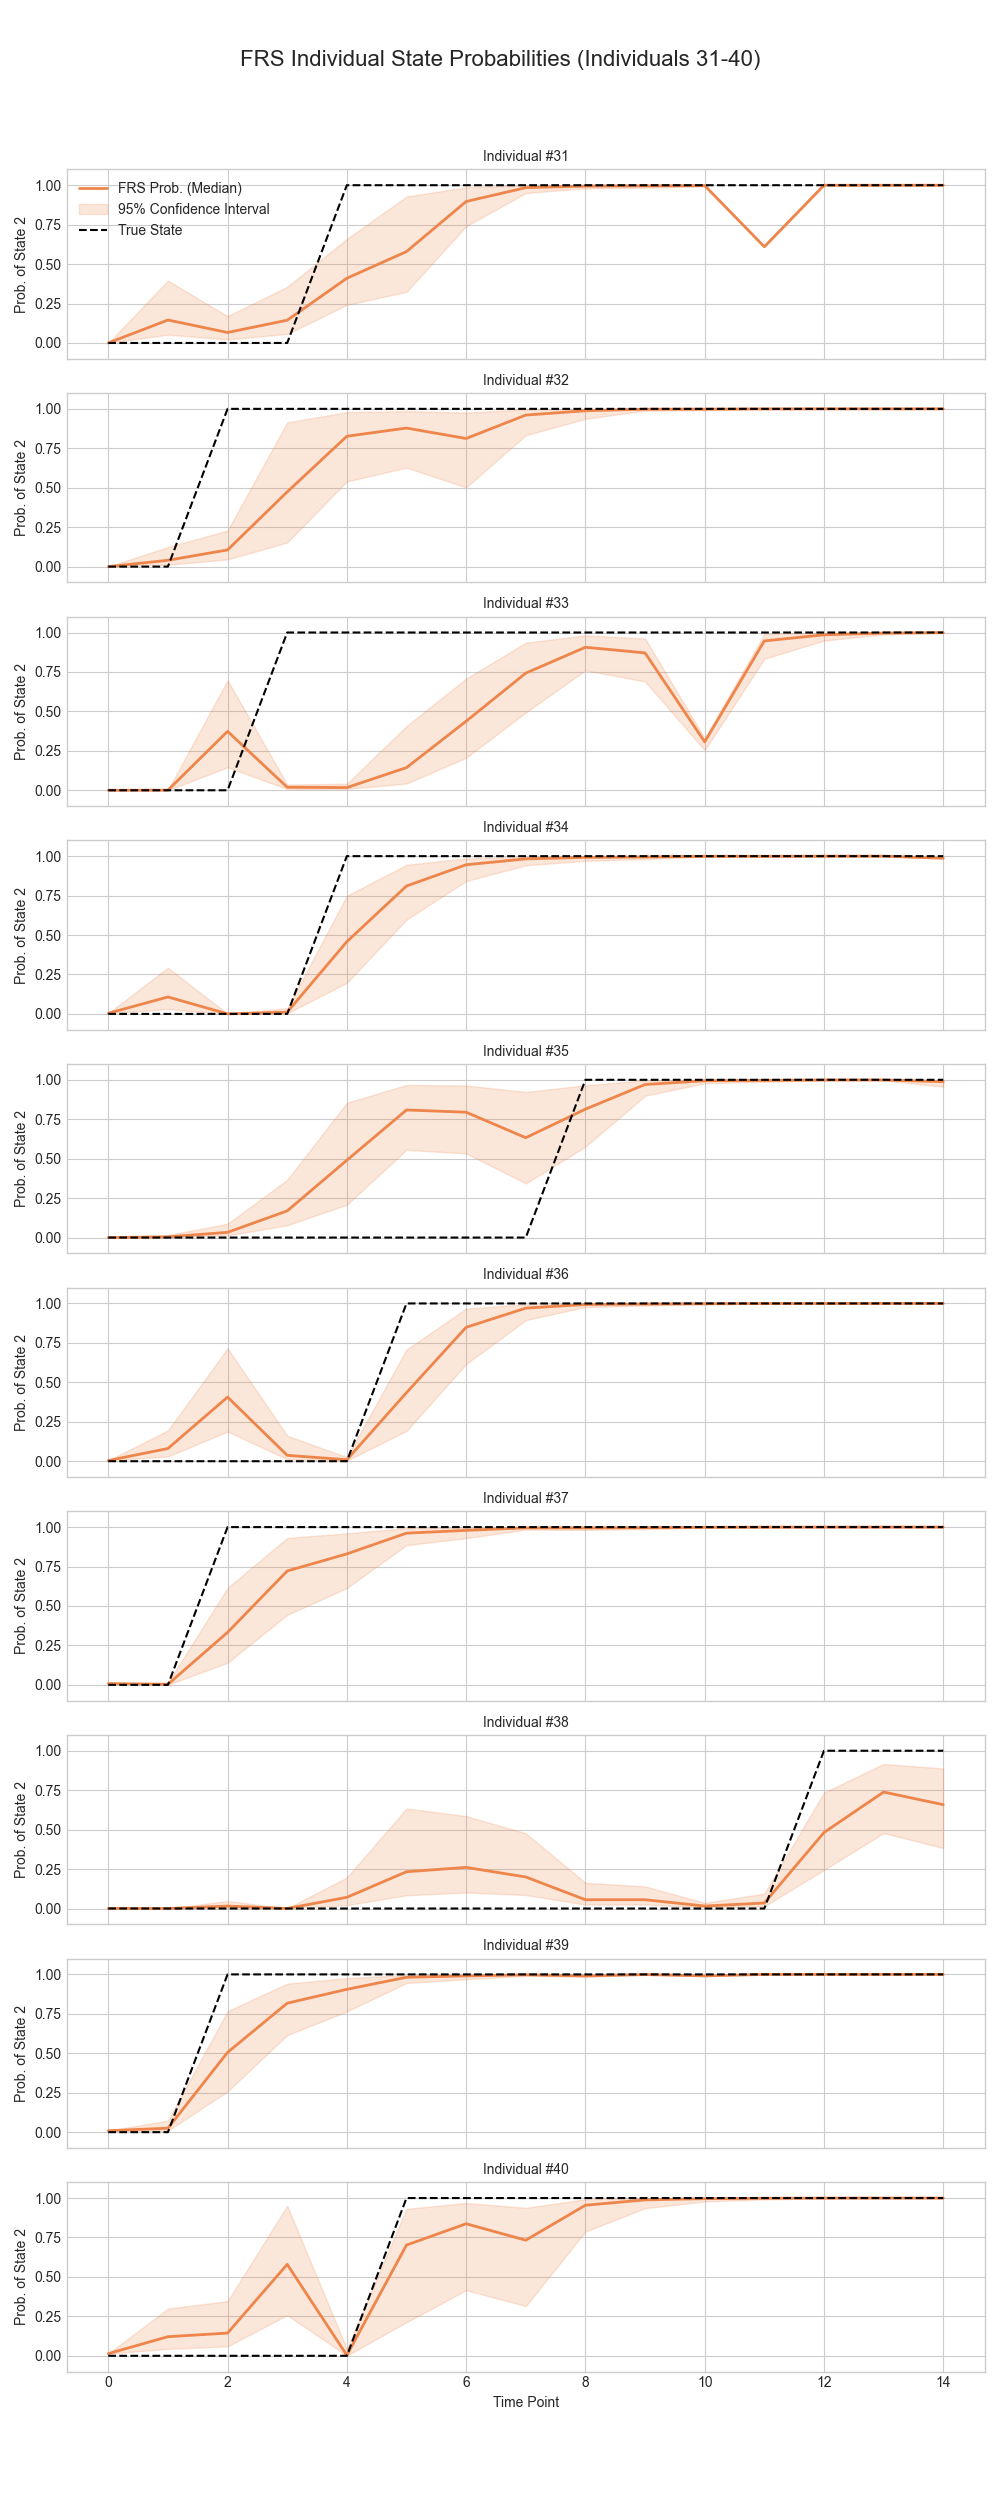 FRS Individual State Probabilities (Individuals 31-40)
Individual #31
FRS Prob. (Median)
95% Confidence Interval
True State
Prob. of State 2
1.00
0.75
0.50
0.25
0.00
Individual #32
Prob. of State 2
1.00
0.75
0.50
0.25
0.00
Individual #33
Prob. of State 2
1.00
0.75
0.50
0.25
0.00
Individual #34
Prob. of State 2
1.00
0.75
0.50
0.25
0.00
Individual #35
Prob. of State 2
1.00
0.75
0.50
0.25
0.00
Individual #36
Prob. of State 2
1.00
0.75
0.50
0.25
0.00
Individual #37
Prob. of State 2
1.00
0.75
0.50
0.25
0.00
Individual #38
Prob. of State 2
1.00
0.75
0.50
0.25
0.00
Individual #39
Prob. of State 2
1.00
0.75
0.50
0.25
0.00
Individual #40
Prob. of State 2
1.00
0.75
0.50
0.25
0.00
0 2 4 6 8 10 12 14
Time Point